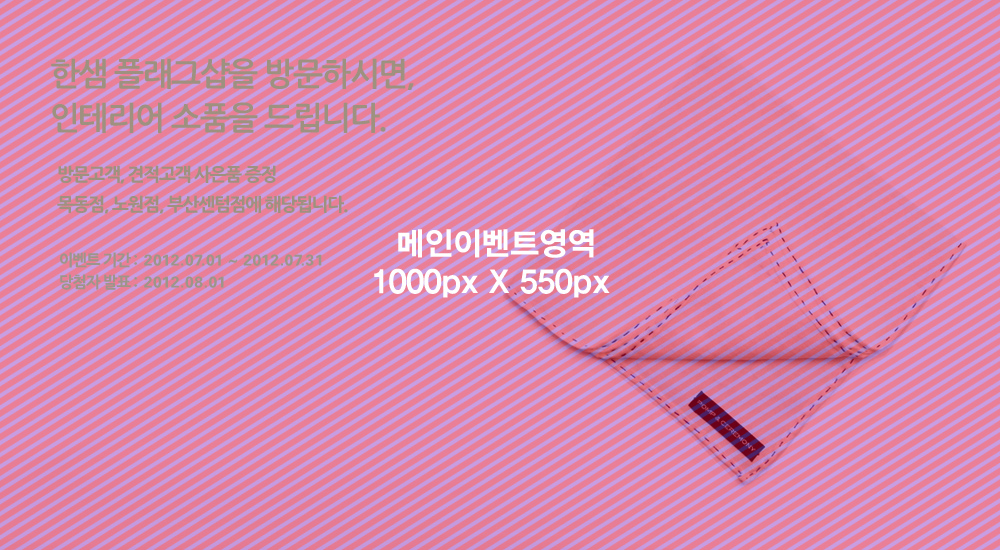 한샘 플래그샵을 방문하시면,
인테리어 소품을 드립니다.
방문고객, 견적고객 사은품 증정
목동점, 노원점, 부산센텀점에 해당됩니다.
이벤트 기간 : 2012.07.01 ~ 2012.07.31
당첨자 발표 : 2012.08.01
메인이벤트영역
1000px X 550px
HOME & CEREMONY